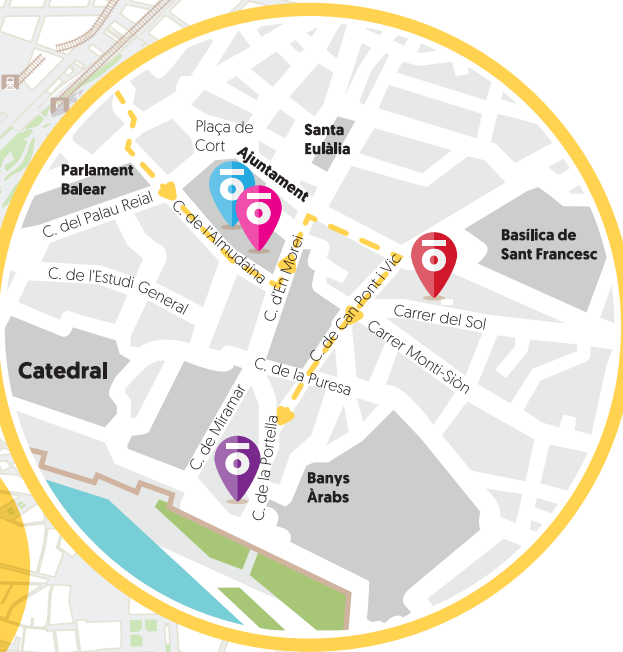 Plaça de
Cort
Santa
Eulàlia
Ajuntament
Parlament
Balear
C. del Palau Reial
C. de l'Almudaina
C. d'En Morei
Basílica de
Sant Francesc
C. de l'Estudi General
C. de Can Pont i Vic
Carrer del Sol
Carrer Monti-Siòn
Catedral
C. de la Puresa
C. de Miramar
C. de la Portella
Banys
Àrabs